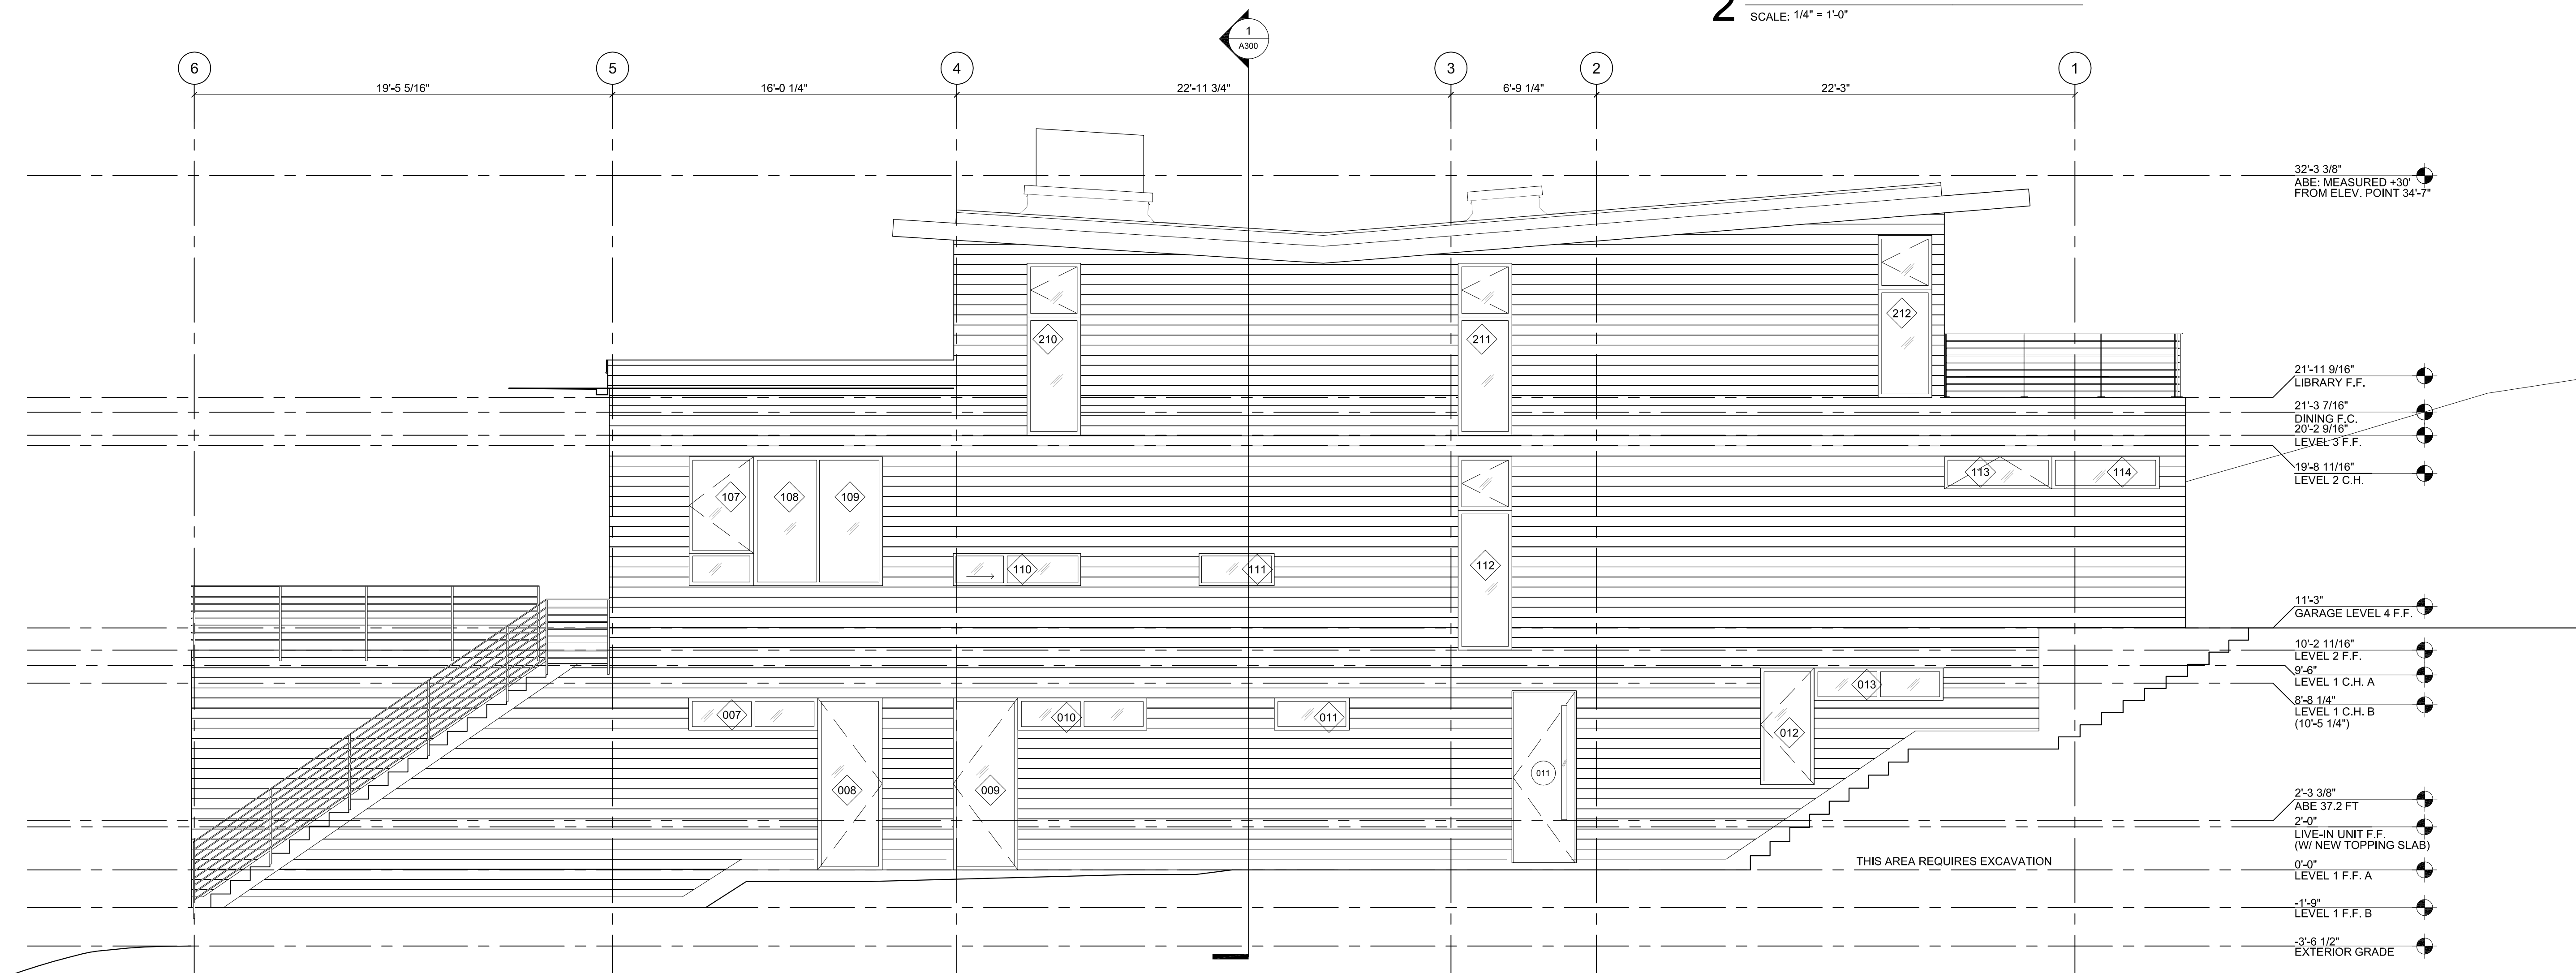 2
SCALE: 1/4" = 1'-0"
1
A300
6
5
4
3
2
1
19'-5 5/16"
16'-0 1/4"
22'-11 3/4"
6'-9 1/4"
22'-3"
32'-3 3/8"
ABE: MEASURED +30'
FROM ELEV. POINT 34'-7"
212
210
211
21'-11 9/16"
LIBRARY F.F.
21'-3 7/16"
DINING F.C.
20'-2 9/16"
LEVEL 3 F.F.
19'-8 11/16"
LEVEL 2 C.H.
107
108
109
113
114
110
111
112
11'-3"
GARAGE LEVEL 4 F.F.
10'-2 11/16"
LEVEL 2 F.F.
9'-6"
LEVEL 1 C.H. A
8'-8 1/4"
LEVEL 1 C.H. B
(10'-5 1/4")
007
010
011
013
012
008
009
011
2'-3 3/8"
ABE 37.2 FT
2'-0"
LIVE-IN UNIT F.F.
(W/ NEW TOPPING SLAB)
THIS AREA REQUIRES EXCAVATION
0'-0"
LEVEL 1 F.F. A
-1'-9"
LEVEL 1 F.F. B
-3'-6 1/2"
EXTERIOR GRADE